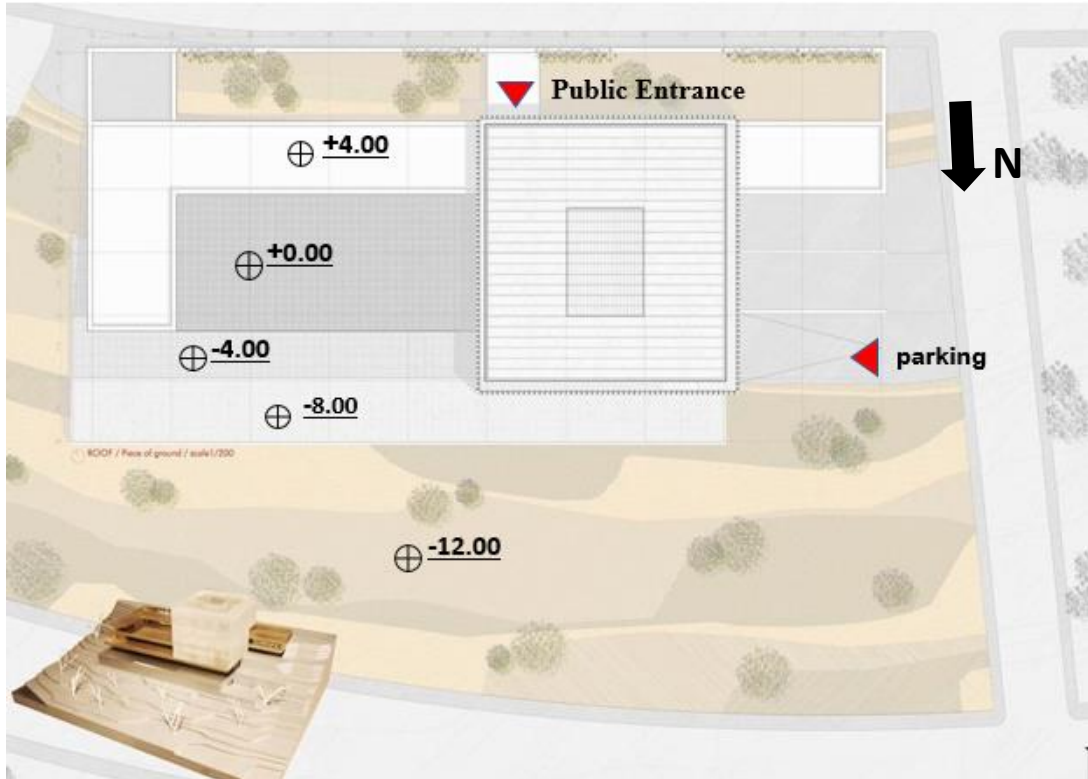 Public Entrance
+4.00
N
+0.00
-4.00
parking
-8.00
ROOF / Piece of ground / scale1/200
-12.00